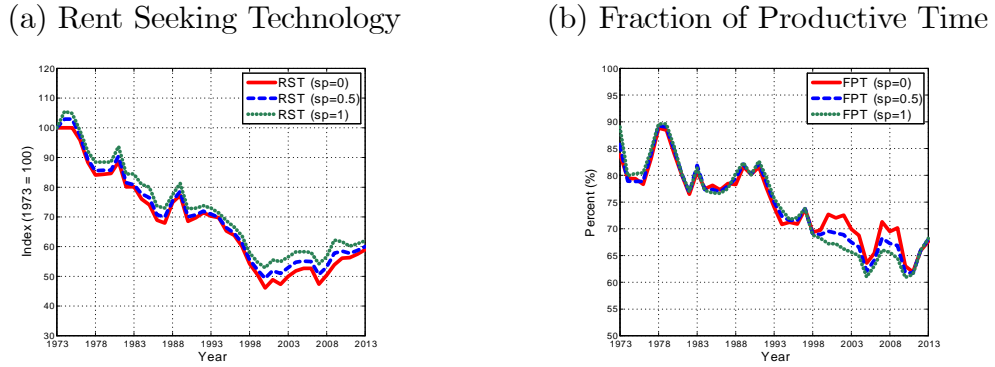 (a) Rent Seeking Technology
120
110
100
90
80
70
60
50
40
30
Index (1973 = 100)
RST (sp=0)
RST (sp=0.5)
RST (sp=1)
1973 1978 1983 1988 1993 1998 2003 2008 2013
Year
(b) Fraction of Productive Time
100
95
90
85
80
75
70
65
60
55
50
Percent (%)
FPT (sp=0)
FPT (sp=0.5)
FPT (sp=1)
1973 1978 1983 1988 1993 1998 2003 2008 2013
Year